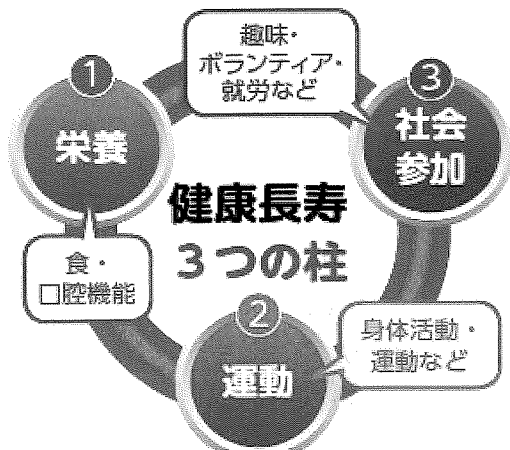 健康長寿
3つの柱
1
栄養
食・
口腔機能
2
運動
身体活動・
運動など
3
社会
参加
趣味・
ボランティア・
就労など